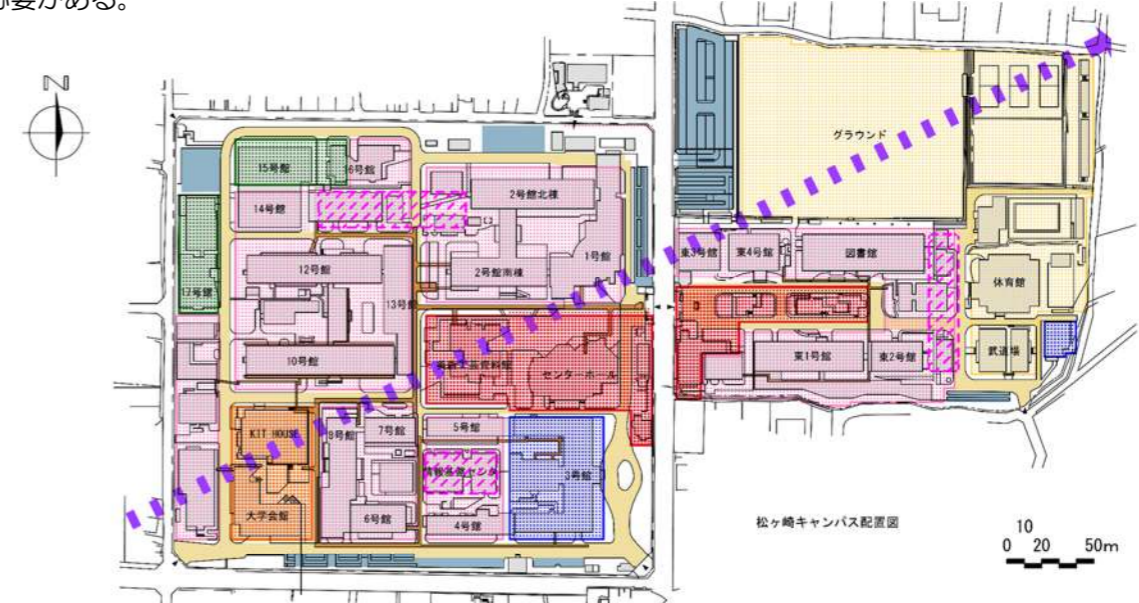 要がある。
N
グラウンド
15号館
16号館
14号館
2号館北棟
17号館
12号館
2号館南棟
1号館
13号館
東3号館
東4号館
図書館
体育館
10号館
センターホール
東1号館
東2号館
武道場
KIT HOUSE
9号館
7号館
5号館
3号館
大学会館
6号館
4号館
松ヶ崎キャンパス配置図
10
0 20 50m